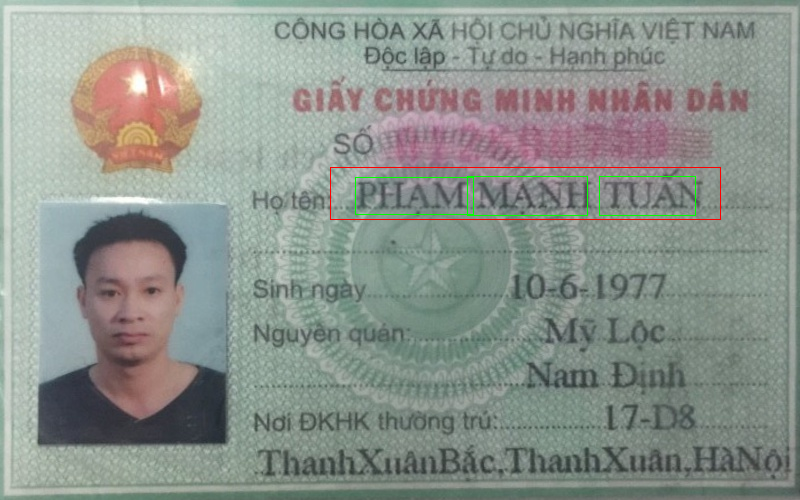 CỘNG HÒA XÃ HỘI CHỦ NGHĨA VIỆT NAM
Độc lập - Tự do - Hạnh phúc
GIẤY CHỨNG MINH NHÂN DÂN
SỐ
Họ tên: PHẠM MẠNH TUẤN
Sinh ngày 10-6-1977
Nguyên quán: Mỹ Lộc
Nam Định
Nơi ĐKHK thường trú: 17-D8
ThanhXuânBắc,ThanhXuân,HàNội
VIETNAM